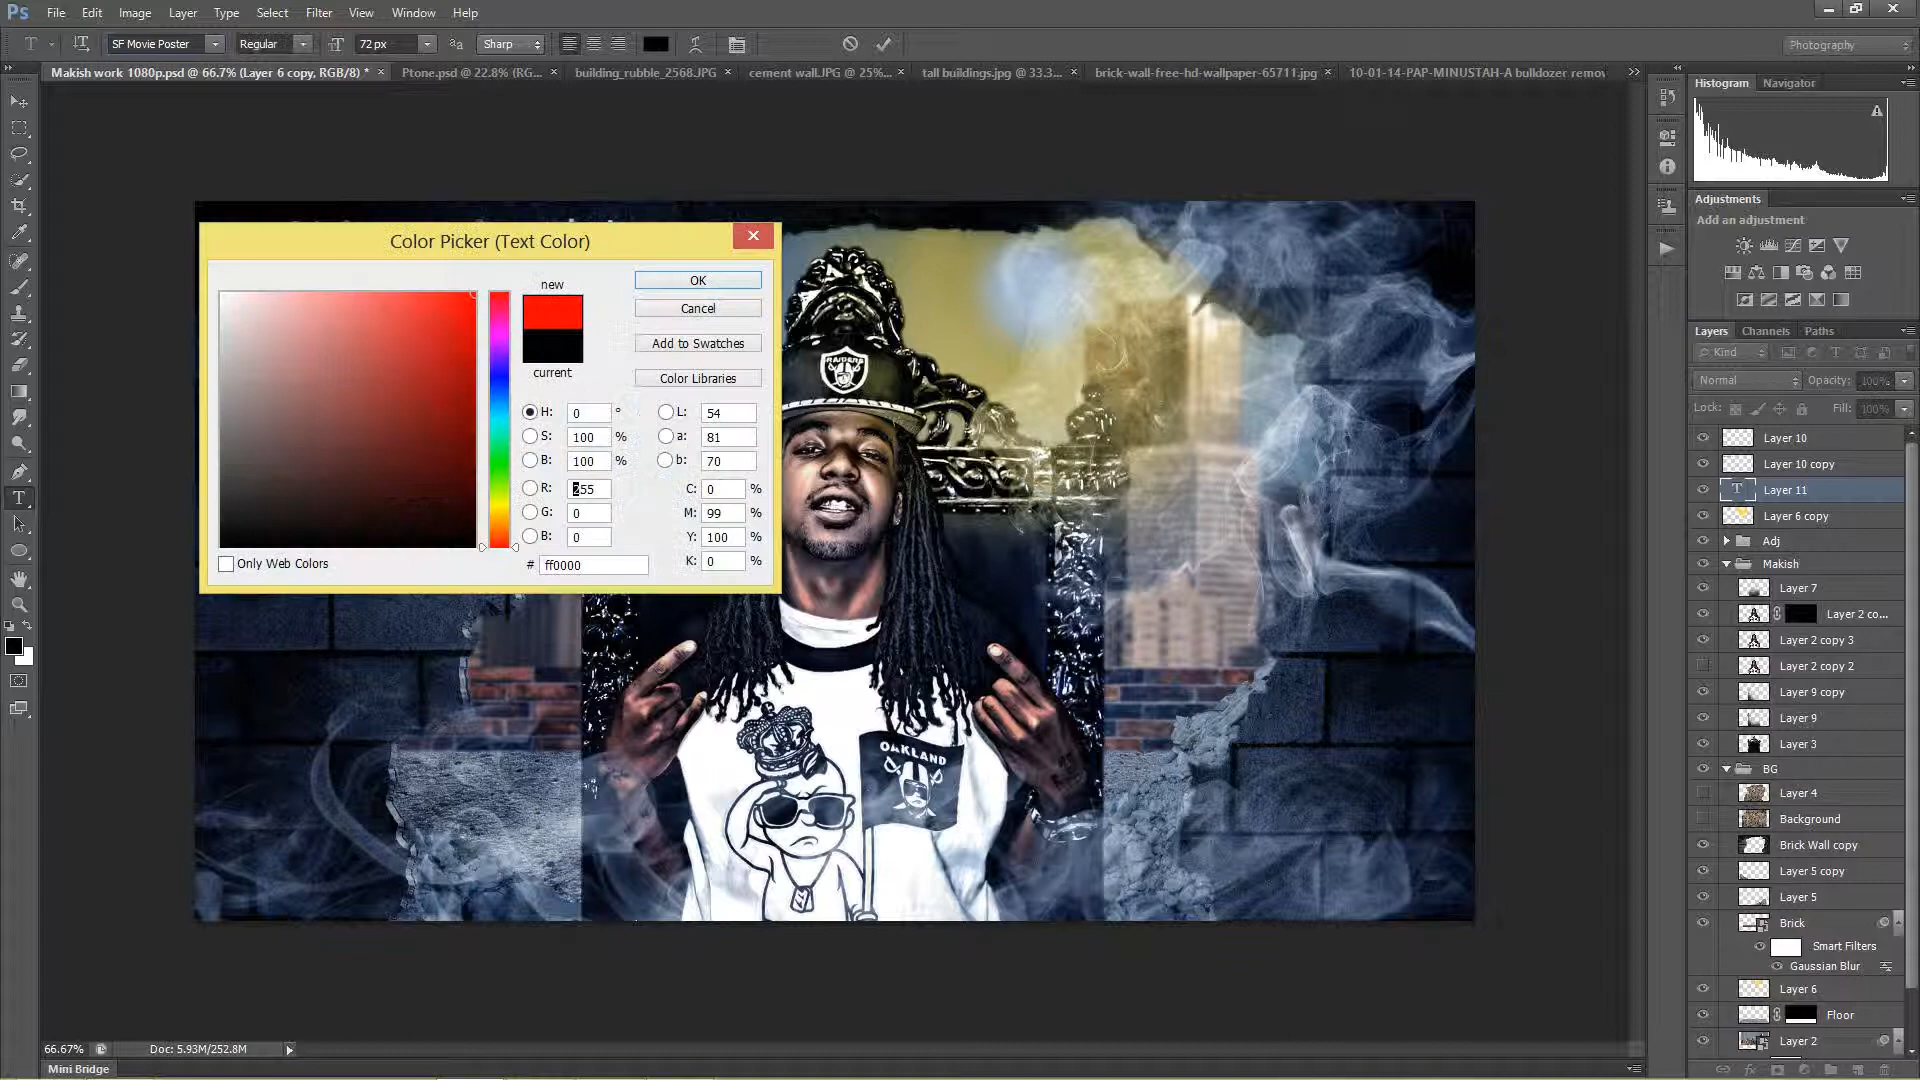 Ps File Edit Image Layer Type Select Filter 3D View Window Help
SF Movie Poster Regular 72 px Sharp Photography
Makish work 1080p.psd @ 66.7% (Layer 6 copy, RGB/8) * Ptone.psd @ 22.8% (RG... building_rubble_2568.JPG cement wall.JPG @ 25%... tall buildings.jpg @ 33.3... brick-wall-free-hd-wallpaper-65711.jpg 10-01-14-PAP-MINUSTAH-A bulldozer remov
Histogram Navigator
Adjustments
Add an adjustment
Layers Channels Paths
Kind
Normal Opacity: 100%
Lock: Fill: 100%
Layer 10
Layer 10 copy
Layer 11
Layer 6 copy
Adj
Makish
Layer 7
Layer 2 co...
Layer 2 copy 3
Layer 2 copy 2
Layer 9 copy
Layer 9
Layer 3
BG
Layer 4
Background
Brick Wall copy
Layer 5 copy
Layer 5
Brick
Smart Filters
Gaussian Blur
Layer 6
Floor
Layer 2
Color Picker (Text Color)
new
current
OK
Cancel
Add to Swatches
Color Libraries
H: 0 °
S: 100 %
B: 100 %
R: 255
G: 0
B: 0
L: 54
a: 81
b: 70
C: 0 %
M: 99 %
Y: 100 %
K: 0 %
# ff0000
Only Web Colors
RAIDERS
OAKLAND
66.67% Doc: 5.93M/252.8M
Mini Bridge